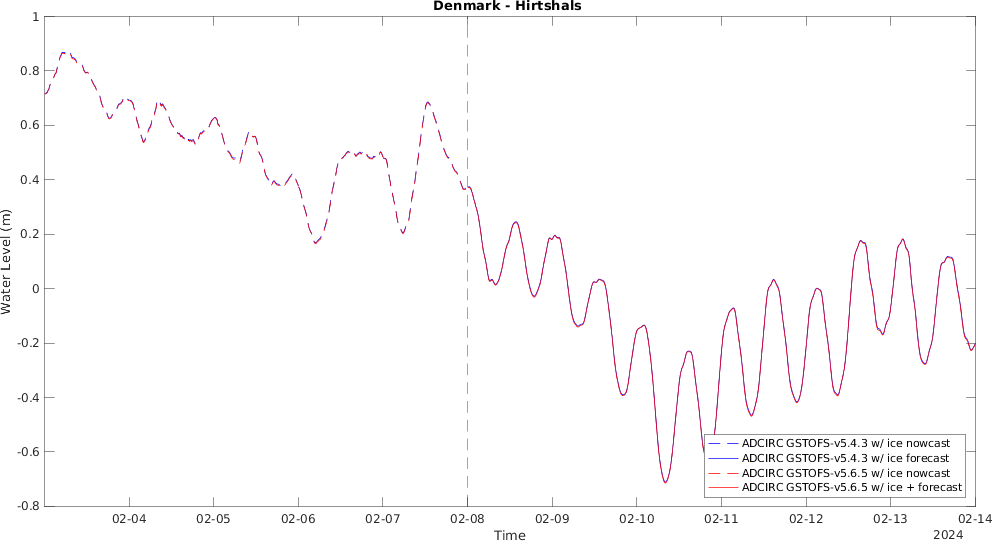 Denmark - Hirtshals
1
0.8
0.6
0.4
0.2
0
-0.2
-0.4
-0.6
-0.8
Water Level (m)
ADCIRC GSTOFS-v5.4.3 w/ ice nowcast
ADCIRC GSTOFS-v5.4.3 w/ ice forecast
ADCIRC GSTOFS-v5.6.5 w/ ice nowcast
ADCIRC GSTOFS-v5.6.5 w/ ice + forecast
02-04 02-05 02-06 02-07 02-08 02-09 02-10 02-11 02-12 02-13 02-14
Time
2024